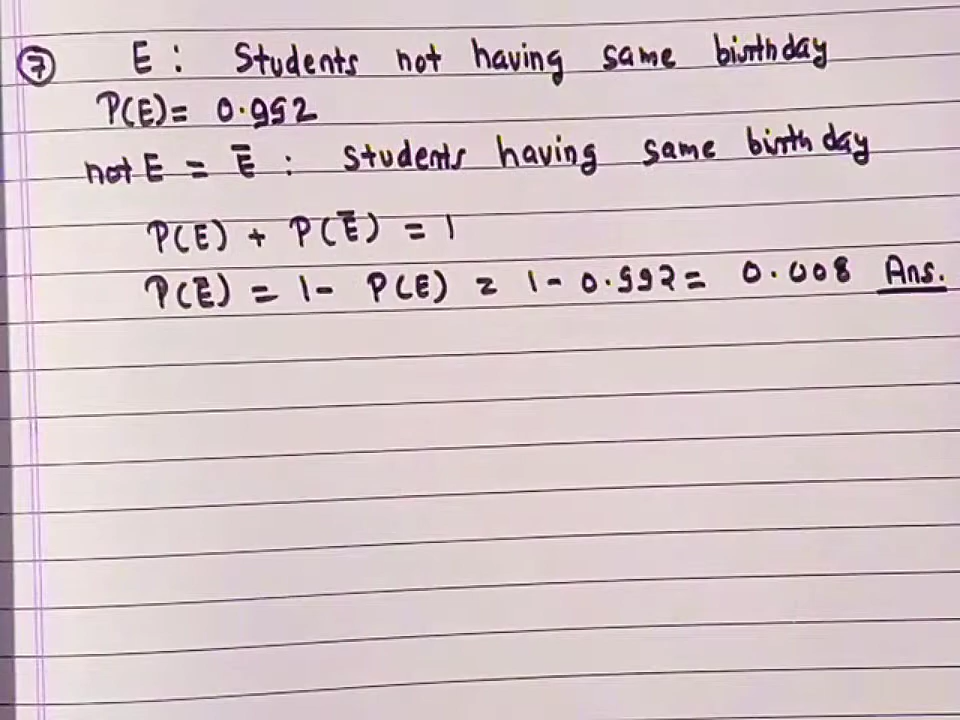 ⑦ E : Students not having same birthday
P(E) = 0.992
not E = E̅ : Students having same birthday
P(E) + P(E̅) = 1
P(E̅) = 1 - P(E) = 1 - 0.992 = 0.008 Ans.